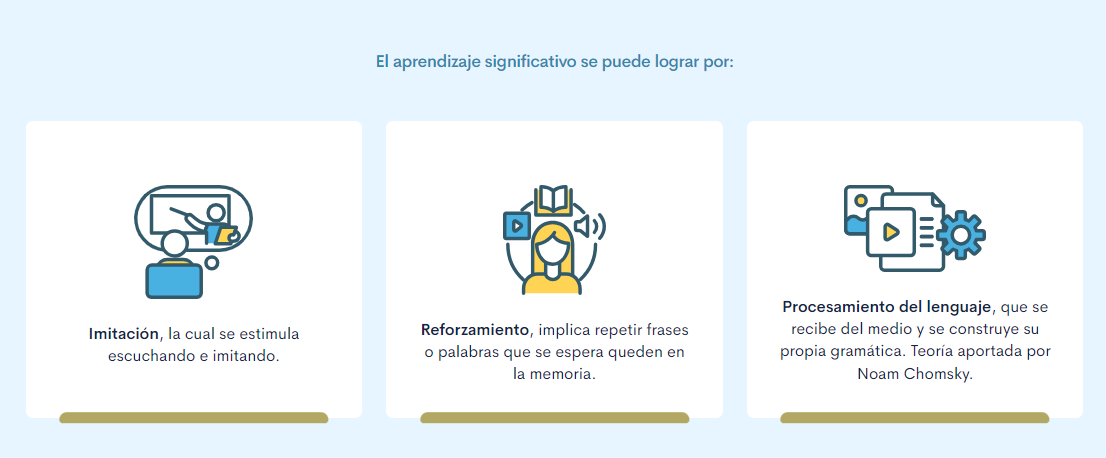 El aprendizaje significativo se puede lograr por:
Imitación, la cual se estimula
escuchando e imitando.
Reforzamiento, implica repetir frases
o palabras que se espera queden en
la memoria.
Procesamiento del lenguaje, que se
recibe del medio y se construye su
propia gramática. Teoría aportada por
Noam Chomsky.